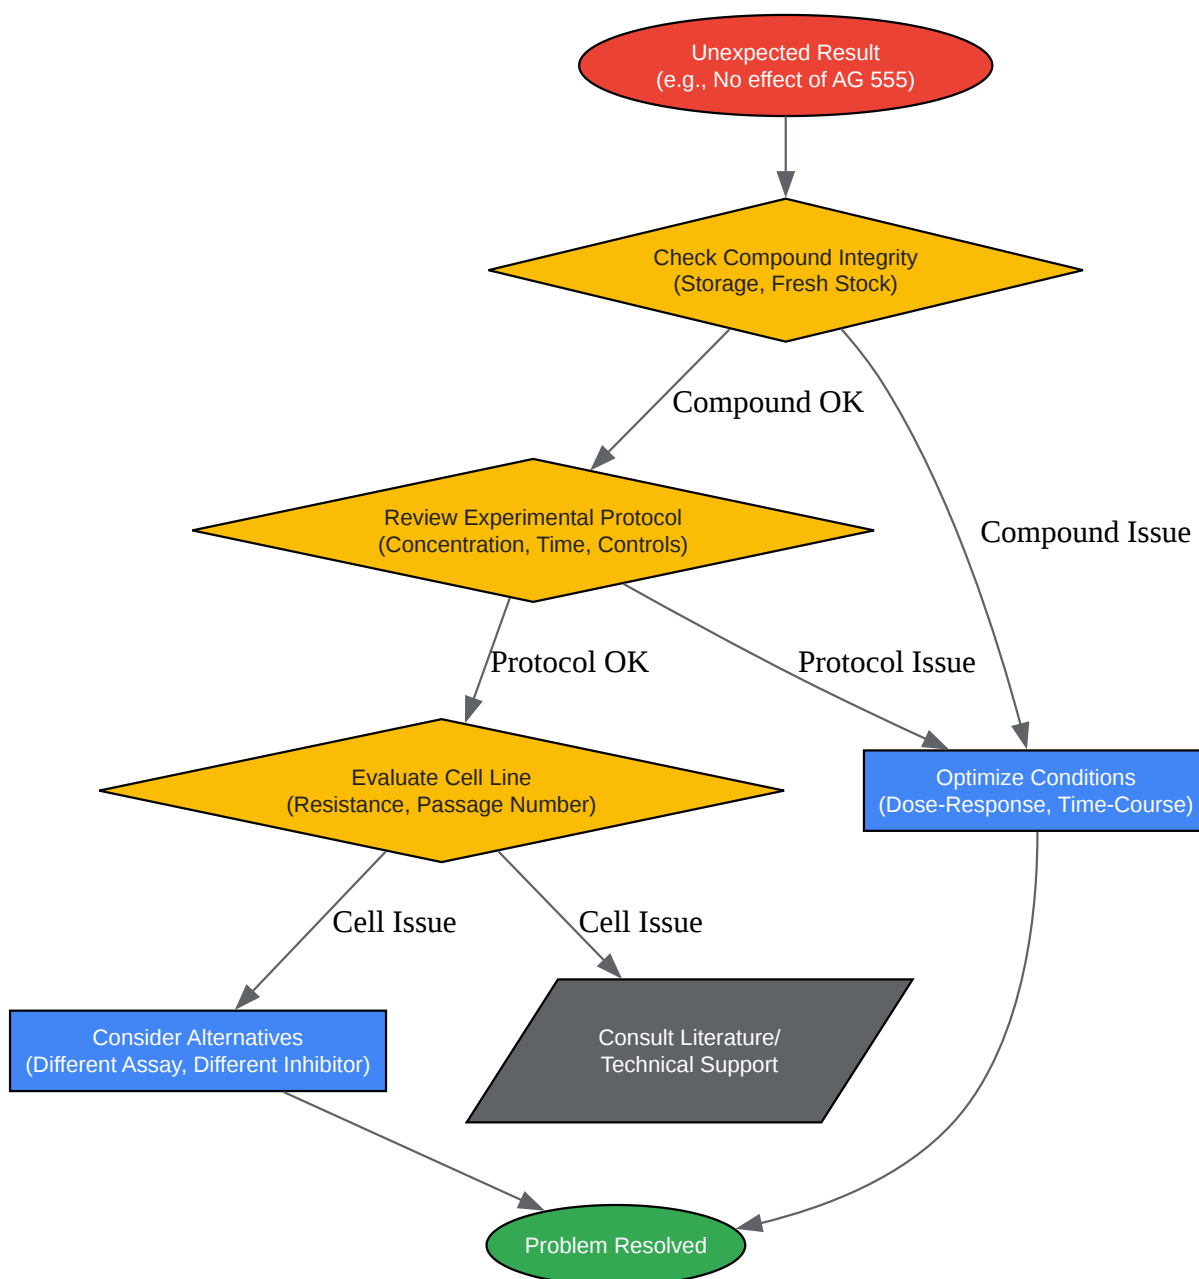 Unexpected Result
(e.g., No effect of AG 555)
Check Compound Integrity
(Storage, Fresh Stock)
Compound OK
Review Experimental Protocol
(Concentration, Time, Controls)
Compound Issue
Protocol OK
Protocol Issue
Evaluate Cell Line
(Resistance, Passage Number)
Optimize Conditions
(Dose-Response, Time-Course)
Cell Issue
Cell Issue
Consider Alternatives
(Different Assay, Different Inhibitor)
Consult Literature/
Technical Support
Problem Resolved